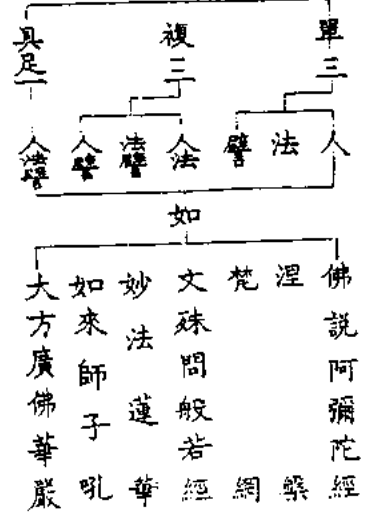 單三
複三
具足一
人
法
譬
人法
法譬
人譬
人法譬
如
佛說阿彌陀經
涅槃
梵網
文殊問般若經
妙法蓮華
如來師子吼
大方廣佛華嚴